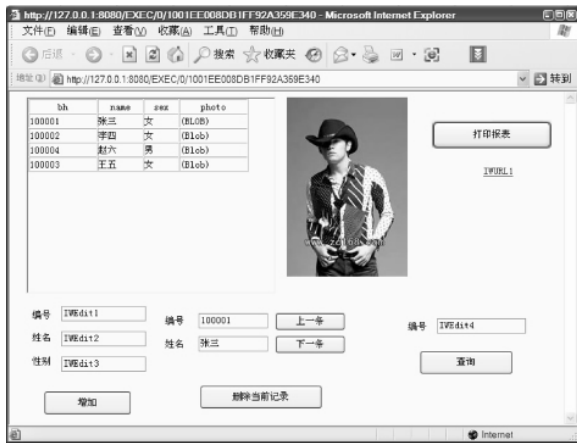 http://127.0.0.1:8080/EXEC/0/1001EE008DB1FF92A359E340 - Microsoft Internet Explorer
文件(F) 编辑(E) 查看(V) 收藏(A) 工具(T) 帮助(H)
后退 搜索 收藏夹
地址(D) http://127.0.0.1:8080/EXEC/0/1001EE008DB1FF92A359E340 转到
bh name sex photo
100001 张三 女 (BLOB)
100002 李四 女 (Blob)
100004 赵六 男 (Blob)
100003 王五 女 (Blob)
打印报表
IWURL1
编号 IWEdit1
姓名 IWEdit2
性别 IWEdit3
增加
编号 100001 上一条
姓名 张三 下一条
删除当前记录
编号 IWEdit4
查询
Internet